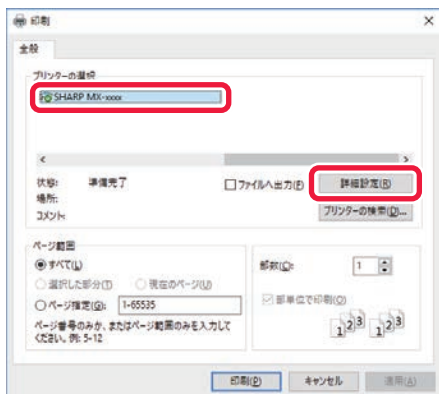 印刷
全般
プリンターの選択
SHARP MX-xxxx
状態: 準備完了
場所:
コメント:
ファイルへ出力(F)
詳細設定(R)
プリンターの検索(D)...
ページ範囲
すべて(L)
選択した部分(T) 現在のページ(U)
ページ指定(G): 1-65535
ページ番号のみか、またはページ範囲のみを入力して
ください。例: 5-12
部数(C): 1
部単位で印刷(O)
1 2 3 1 2 3
印刷(P) キャンセル 適用(A)